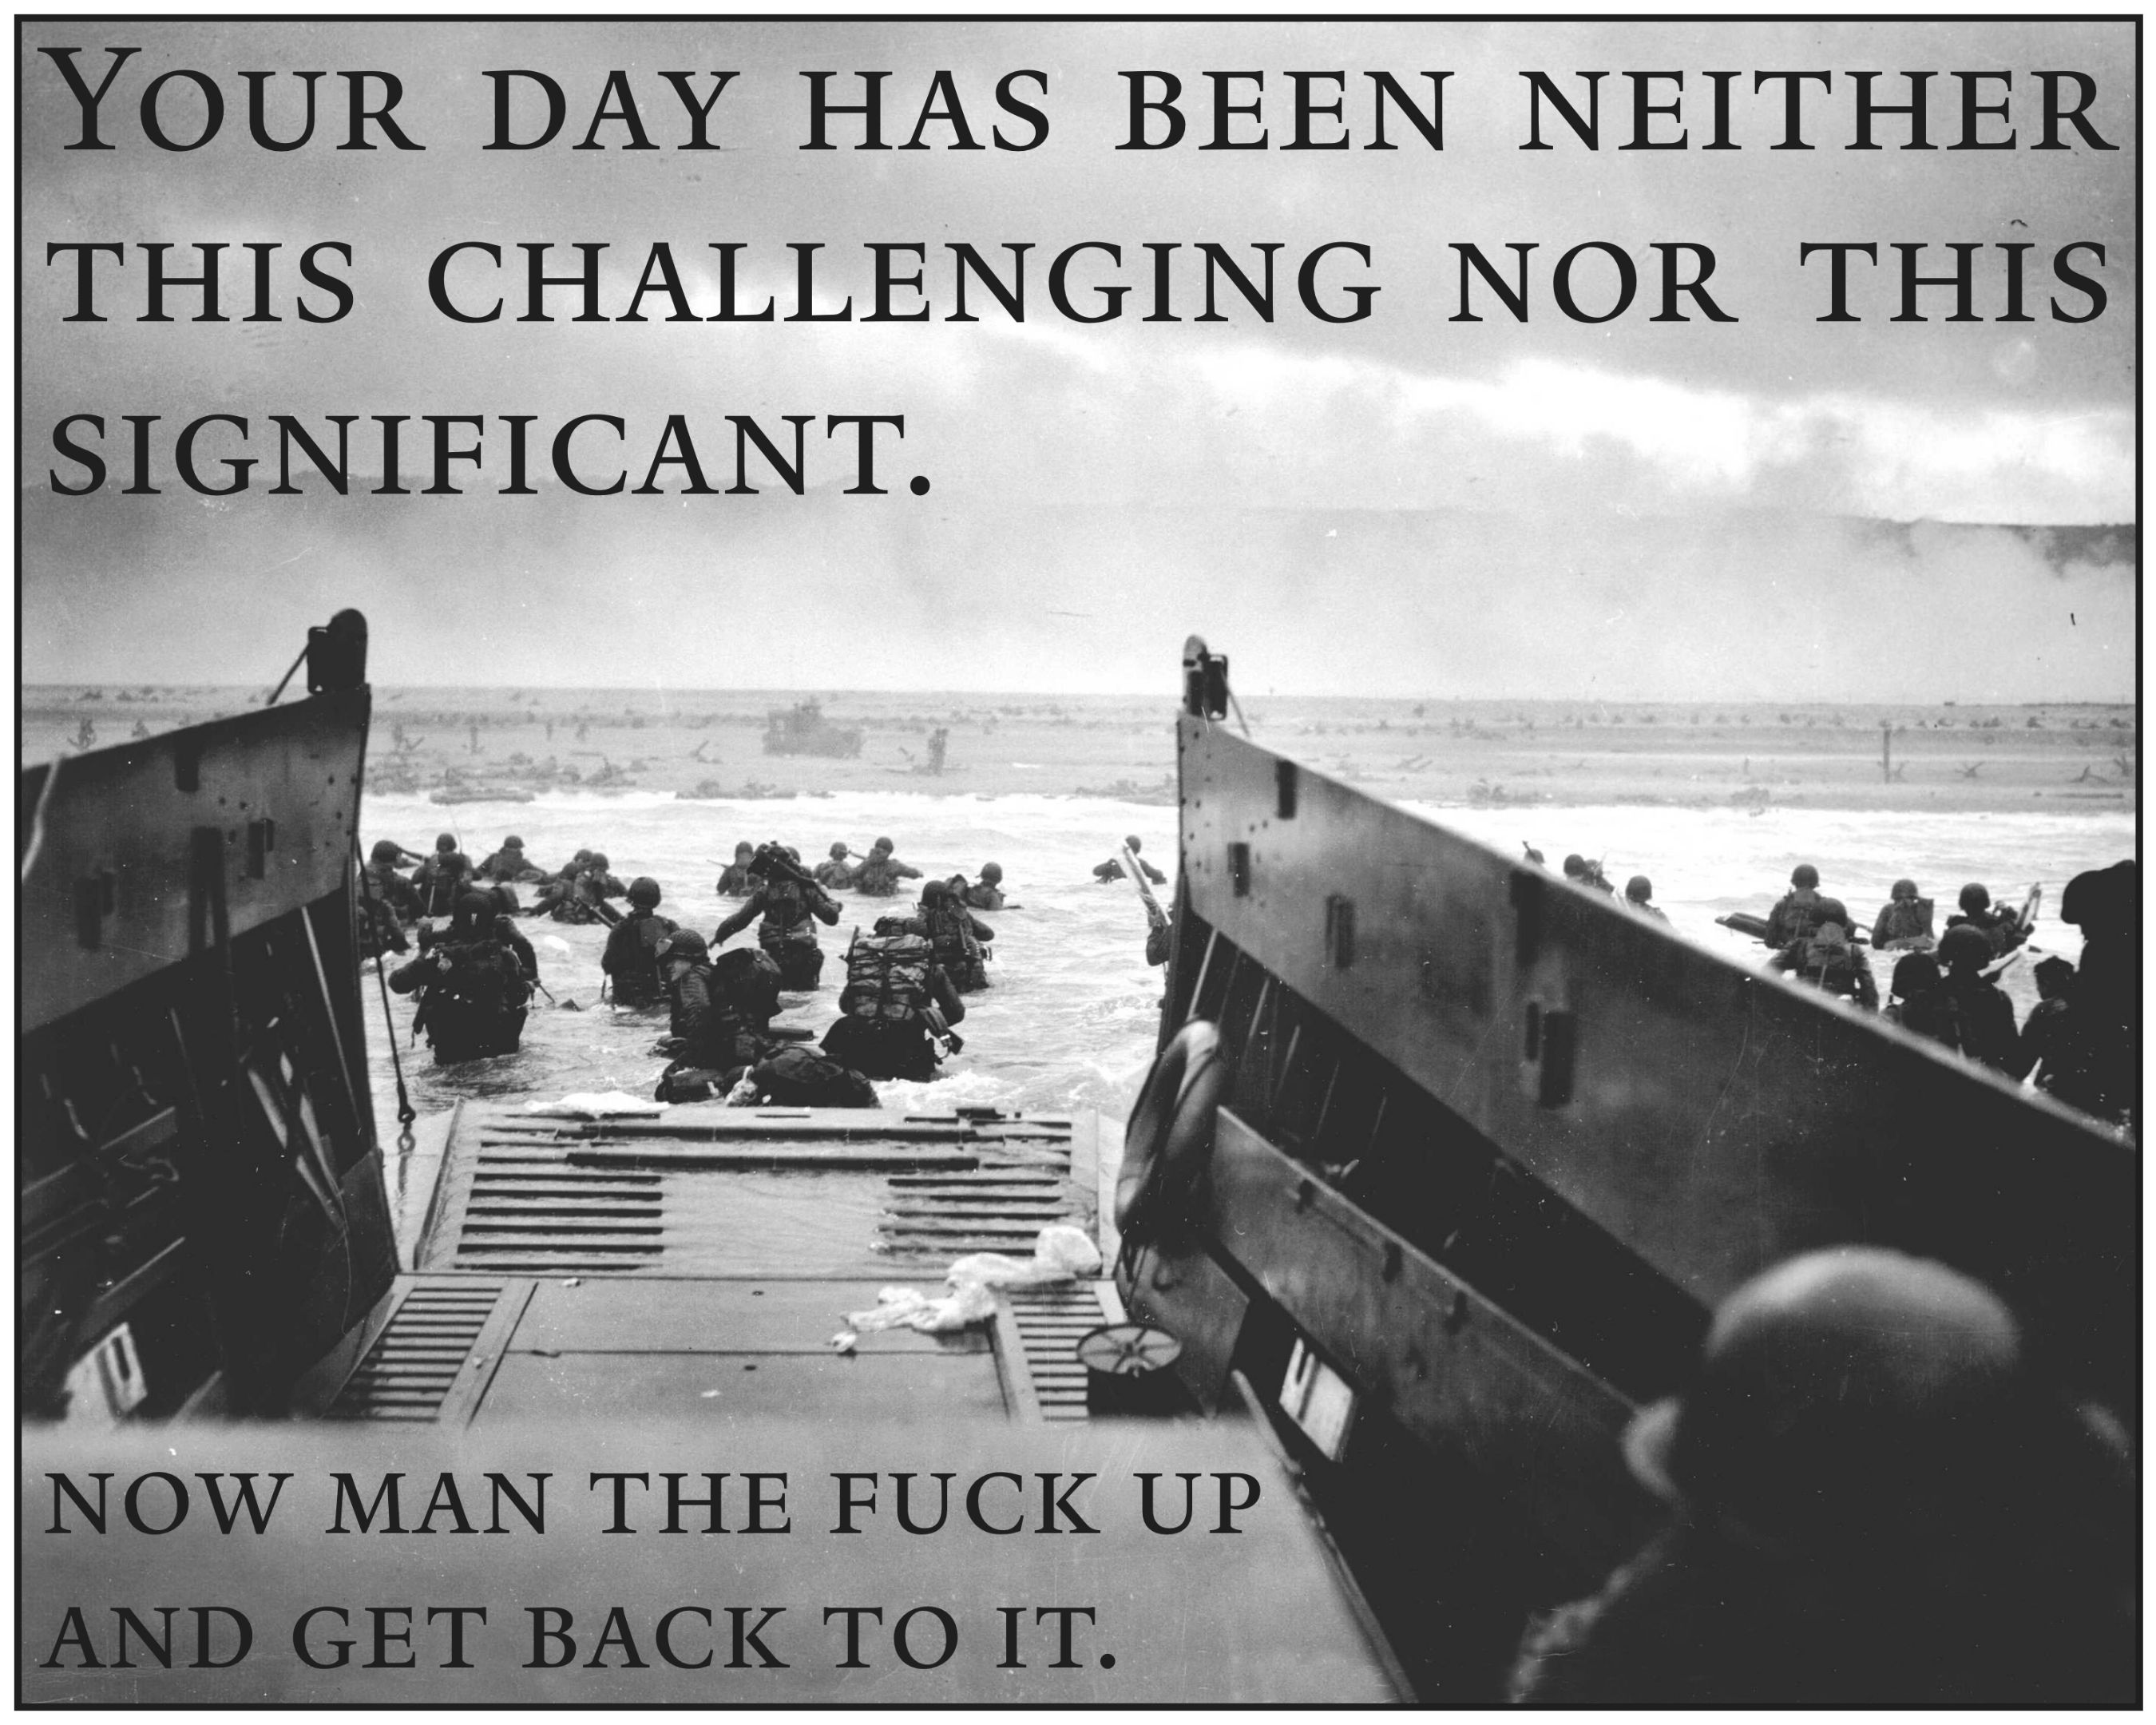 Your day has been neither
this challenging nor this
significant.
now man the fuck up
and get back to it.